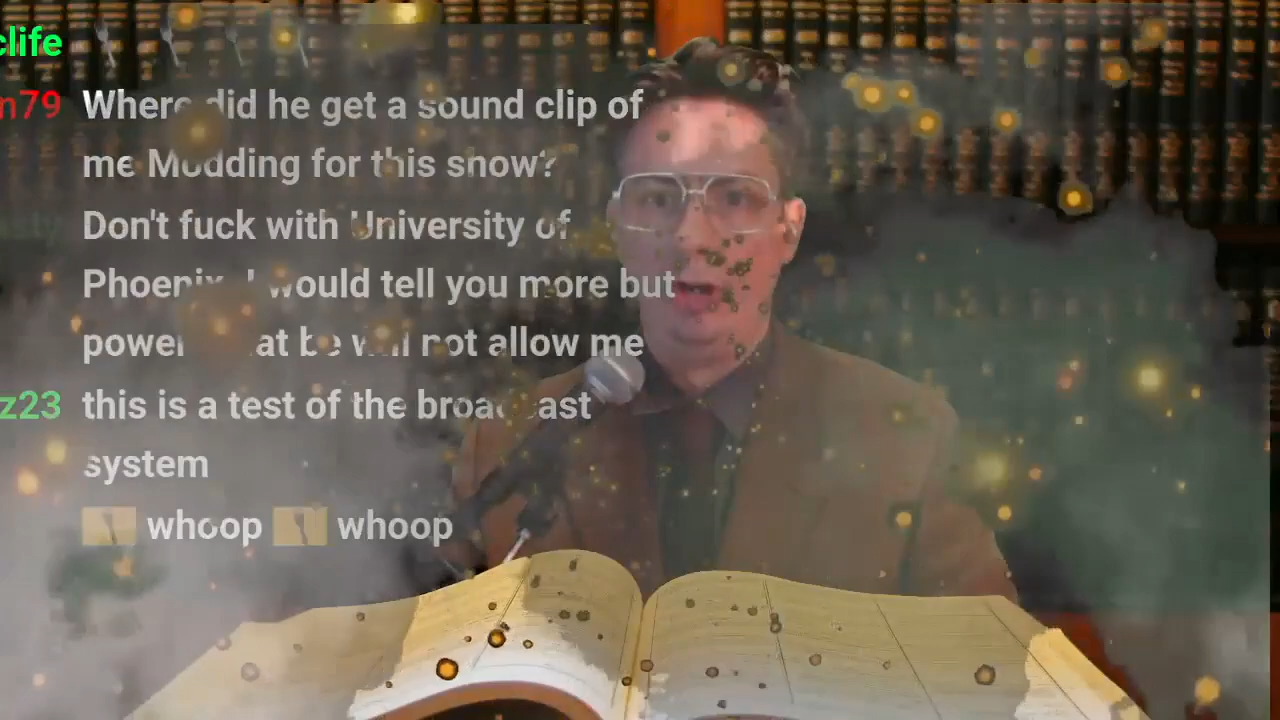 clife
n79 Where did he get a sound clip of
me Modding for this show?
Don't fuck with University of
Phoenix. I would tell you more but
at be will not allow me
z23 this is a test of the broadcast
system
whoop whoop